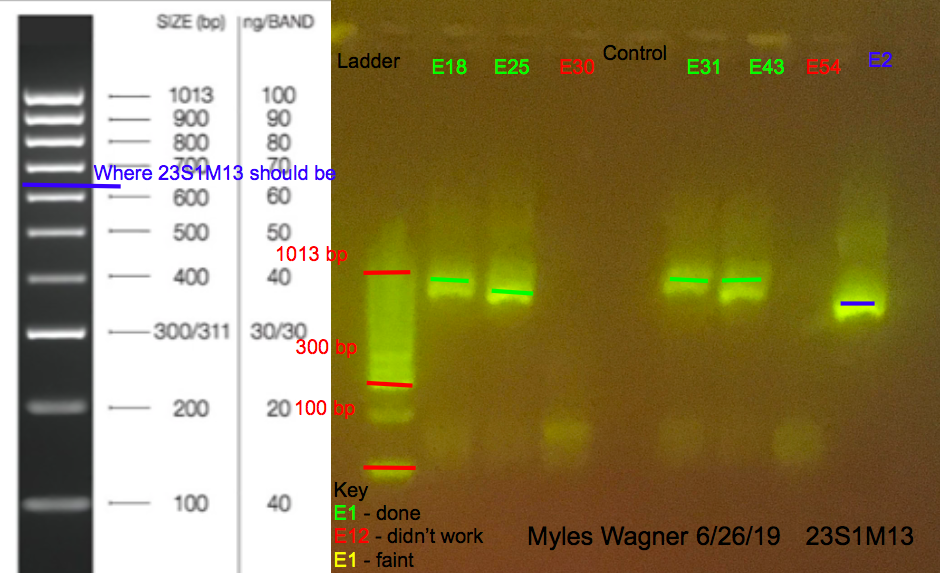 SIZE (bp) ng/BAND
1013 100
900 90
800 80
700 70
Where 23S1M13 should be
600 60
500 50
400 40
300/311 30/30
200 20
100 40
Ladder E18 E25 E30 Control E31 E43 E54 E2
1013 bp
300 bp
100 bp
Key
E1 - done
E12 - didn't work
E1 - faint
Myles Wagner 6/26/19 23S1M13